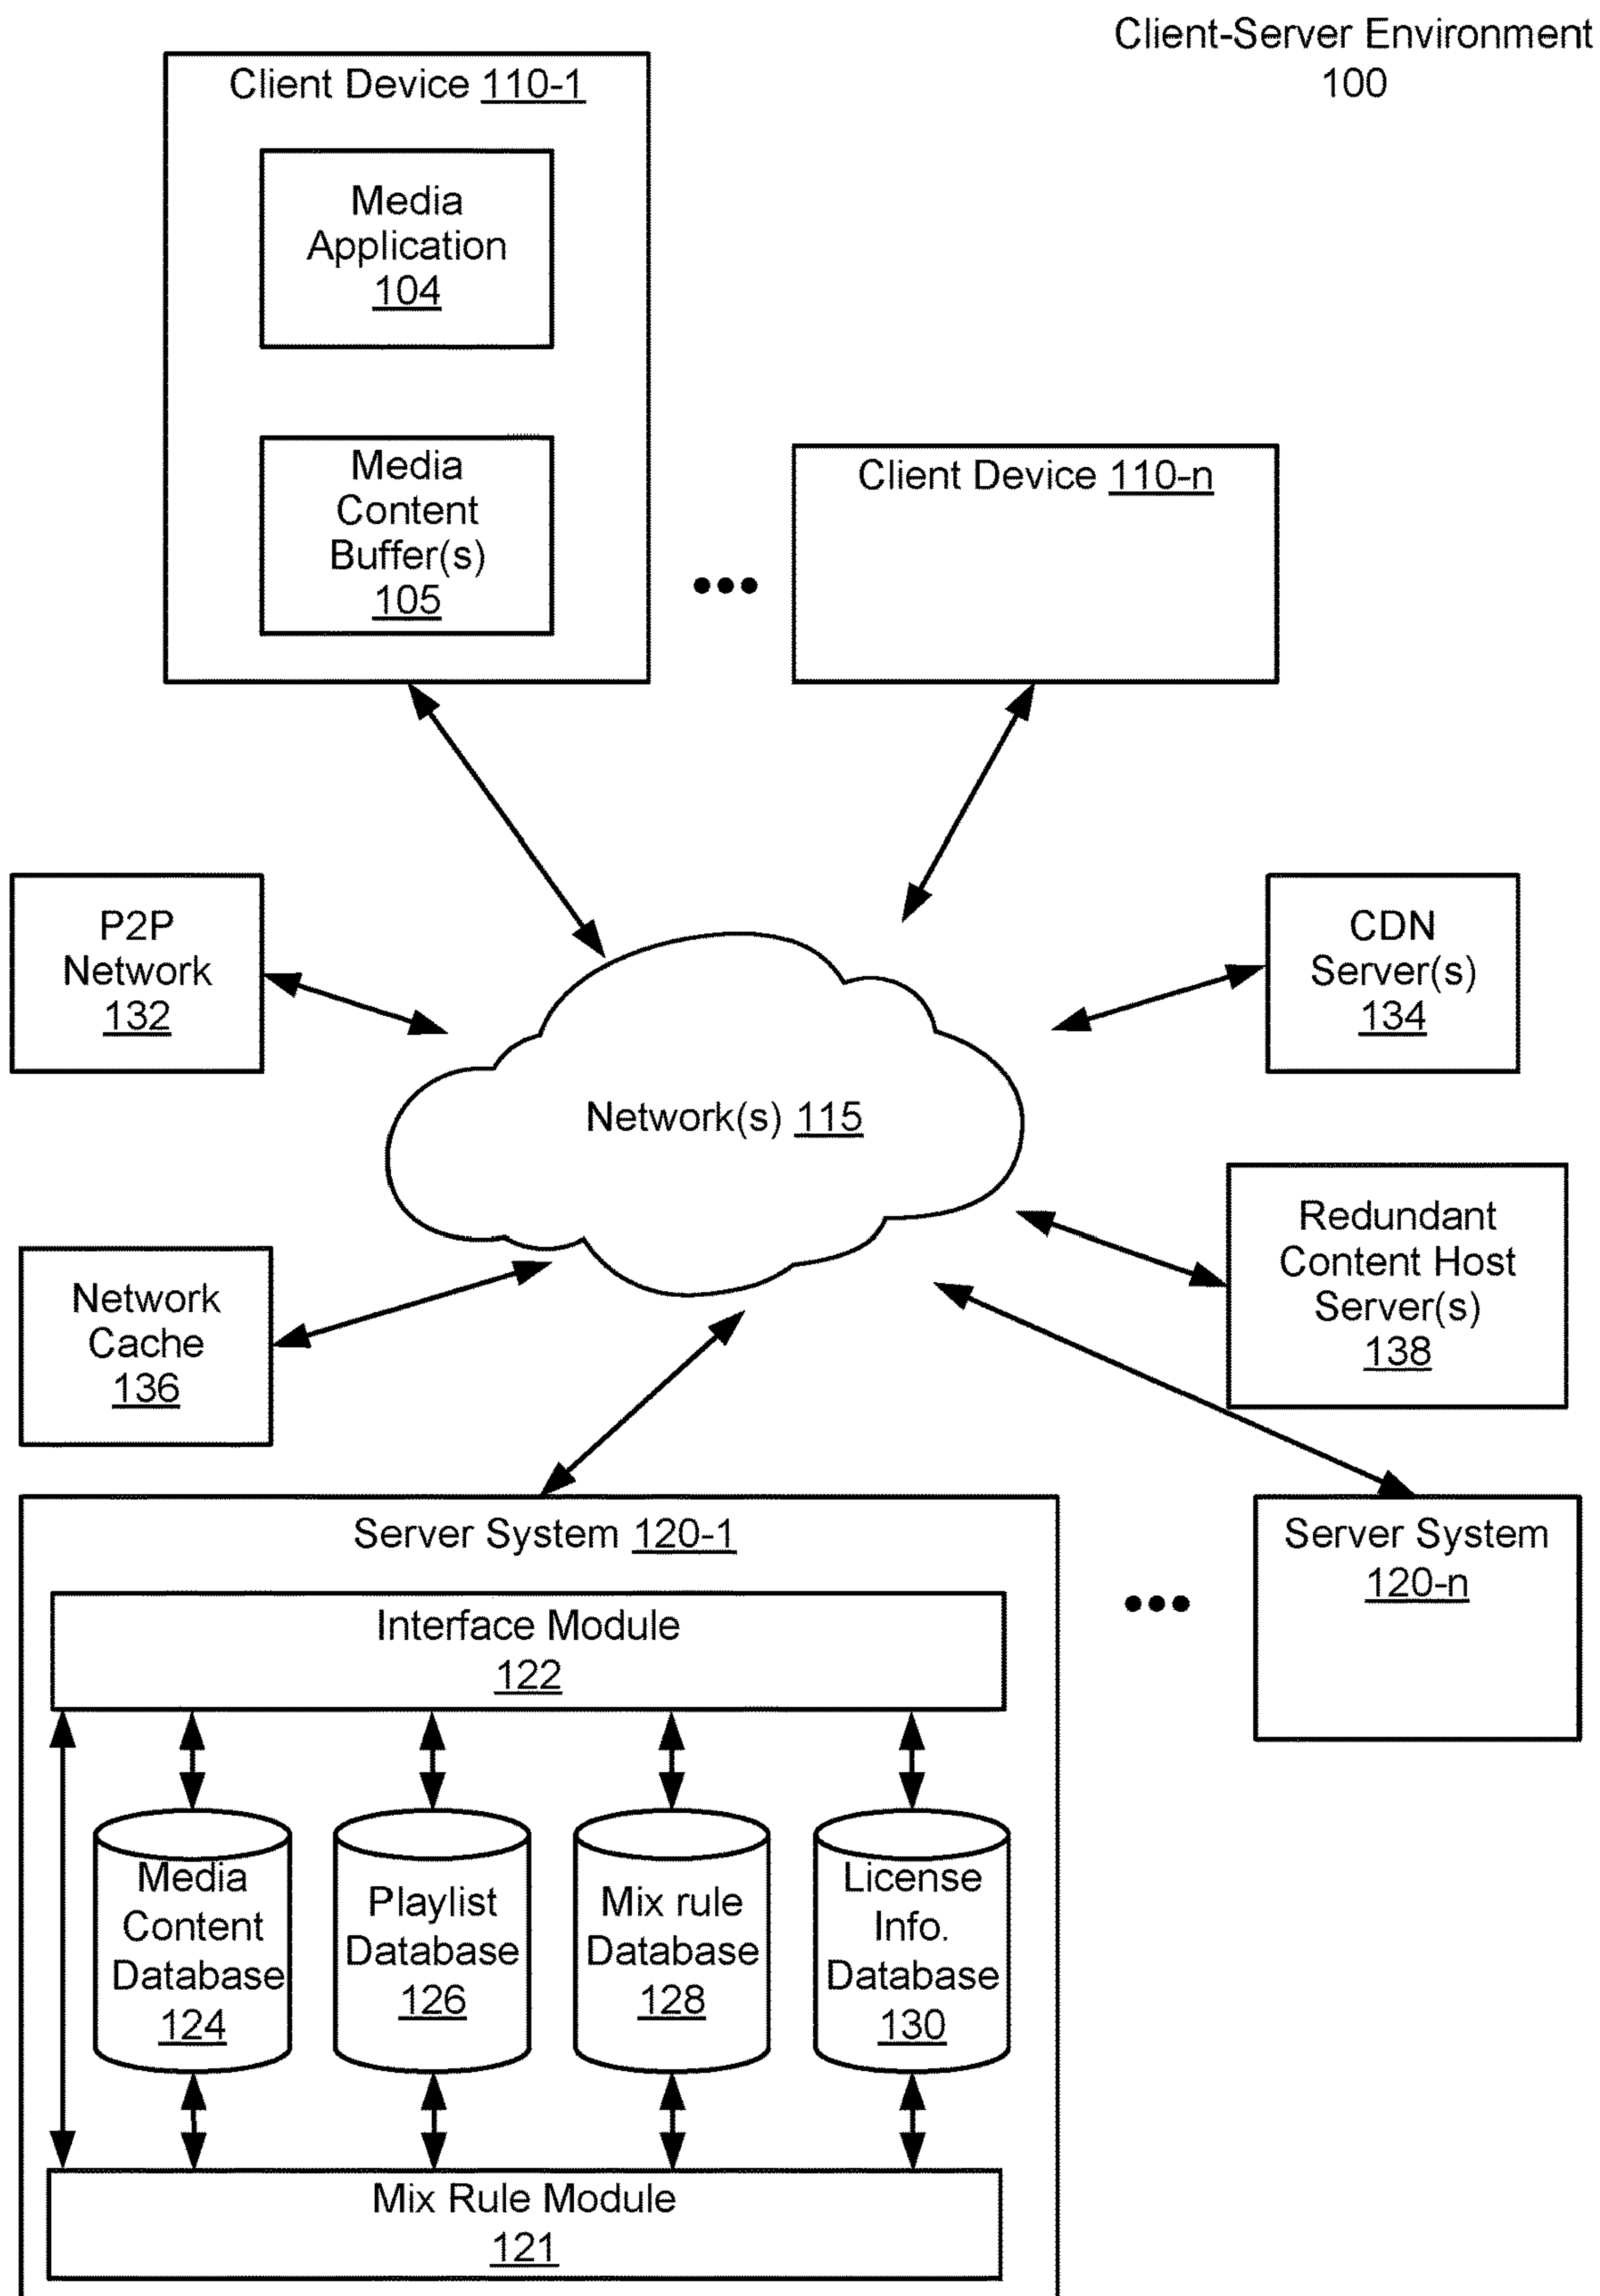 Client-Server Environment
100
Client Device 110-1
Media
Application
104
Media
Content
Buffer(s)
105
Client Device 110-n
P2P
Network
132
CDN
Server(s)
134
Network(s) 115
Redundant
Content Host
Server(s)
138
Network
Cache
136
Server System 120-1
Server System
120-n
Interface Module
122
Media
Content
Database
124
Playlist
Database
126
Mix rule
Database
128
License
Info.
Database
130
Mix Rule Module
121